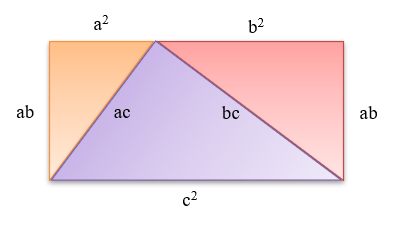 a² b²
ab ac bc ab
c²